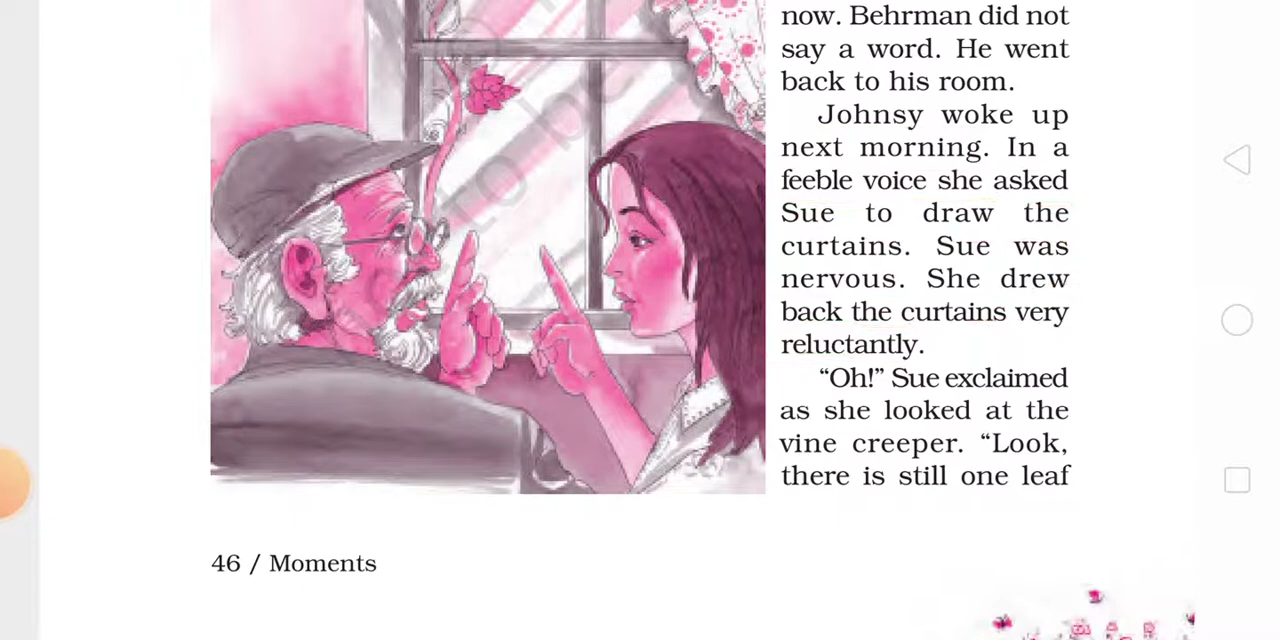 now. Behrman did not
say a word. He went
back to his room.
Johnsy woke up
next morning. In a
feeble voice she asked
Sue to draw the
curtains. Sue was
nervous. She drew
back the curtains very
reluctantly.
“Oh!” Sue exclaimed
as she looked at the
vine creeper. “Look,
there is still one leaf
46 / Moments